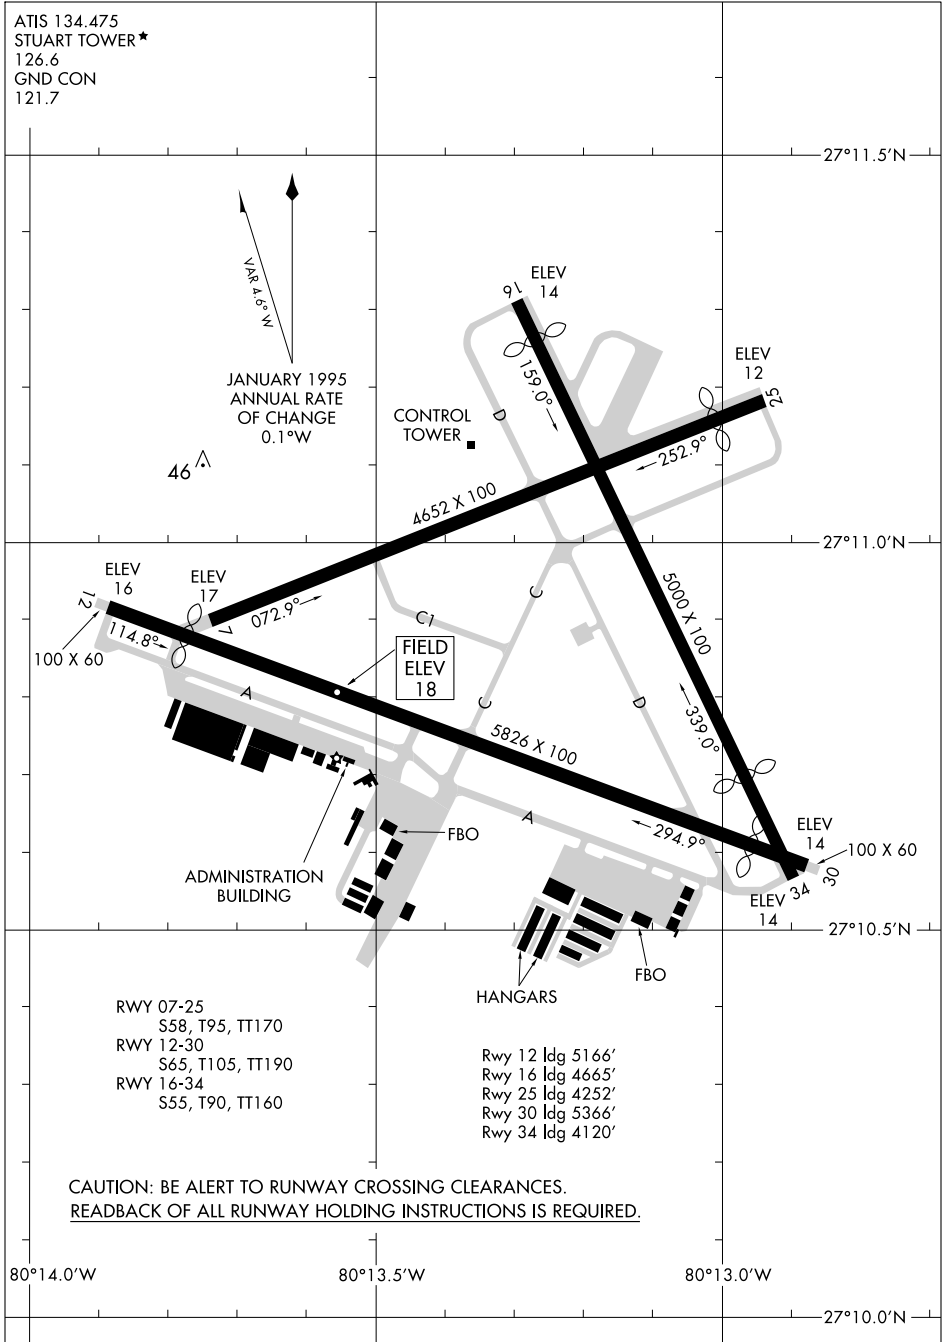 ATIS 134.475
STUART TOWER★
126.6
GND CON
121.7
27°11.5'N
VAR 4.6° W
JANUARY 1995
ANNUAL RATE
OF CHANGE
0.1°W
16
ELEV
14
159.0°
ELEV
12
25
252.9°
D
CONTROL
TOWER
46
4652 X 100
27°11.0'N
ELEV
16
12
ELEV
17
7
072.9°
114.8°
100 X 60
C1
C
5000 X 100
FIELD
ELEV
18
A
C
D
339.0°
5826 X 100
A
294.9°
ELEV
14
100 X 60
30
34
ELEV
14
FBO
ADMINISTRATION
BUILDING
27°10.5'N
FBO
HANGARS
RWY 07-25
S58, T95, TT170
RWY 12-30
S65, T105, TT190
RWY 16-34
S55, T90, TT160
Rwy 12 ldg 5166'
Rwy 16 ldg 4665'
Rwy 25 ldg 4252'
Rwy 30 ldg 5366'
Rwy 34 ldg 4120'
CAUTION: BE ALERT TO RUNWAY CROSSING CLEARANCES.
READBACK OF ALL RUNWAY HOLDING INSTRUCTIONS IS REQUIRED.
80°14.0'W
80°13.5'W
80°13.0'W
27°10.0'N